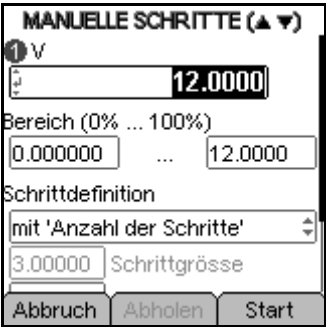 MANUELLE SCHRITTE (▲ ▼)
1 V
12.0000
Bereich (0% ... 100%)
0.000000 ... 12.0000
Schrittdefinition
mit 'Anzahl der Schritte'
3.00000 Schrittgrösse
Abbruch Abholen Start